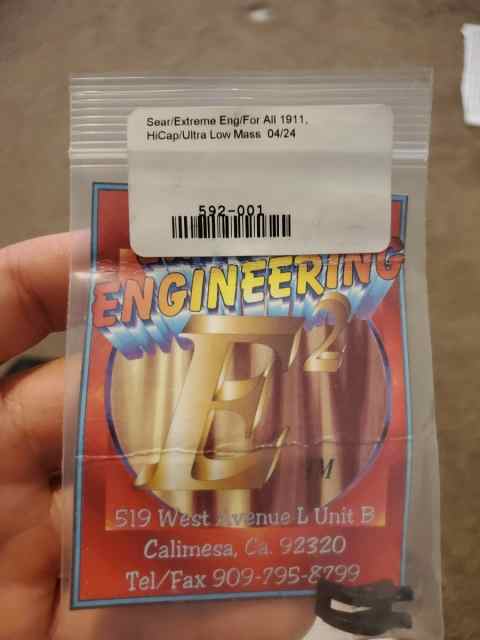 Sear/Extreme Eng/For All 1911,
HiCap/Ultra Low Mass 04/24
592-001
ENGINEERING
E2
TM
519 West Avenue L Unit B
Calimesa, Ca. 92320
Tel/Fax 909-795-8799